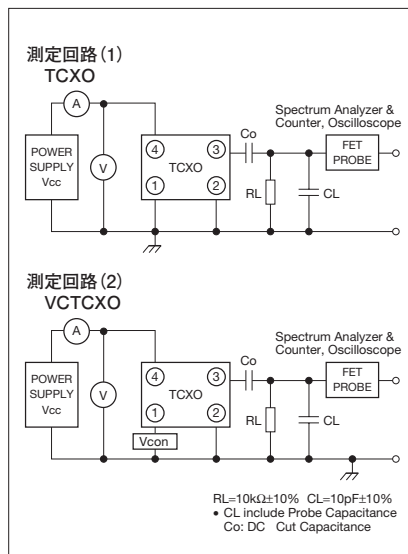 測定回路(1)
TCXO
A
POWER
SUPPLY
Vcc
V
4
3
TCXO
1
2
Co
RL
CL
Spectrum Analyzer &
Counter, Oscilloscope
FET
PROBE
測定回路(2)
VCTCXO
A
POWER
SUPPLY
Vcc
V
4
3
TCXO
1
2
Vcon
Co
RL
CL
Spectrum Analyzer &
Counter, Oscilloscope
FET
PROBE
RL=10kΩ±10% CL=10pF±10%
• CL include Probe Capacitance
Co: DC Cut Capacitance